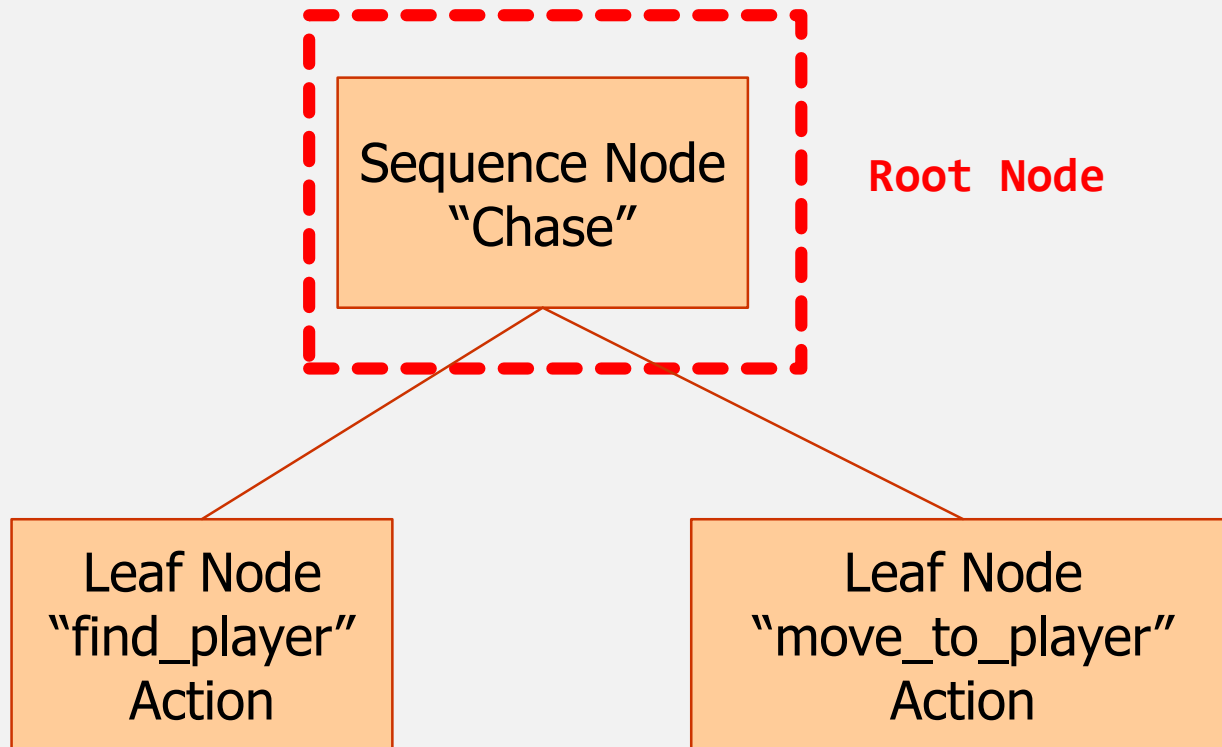 Sequence Node
“Chase”
Root Node
Leaf Node
“find_player”
Action
Leaf Node
“move_to_player”
Action